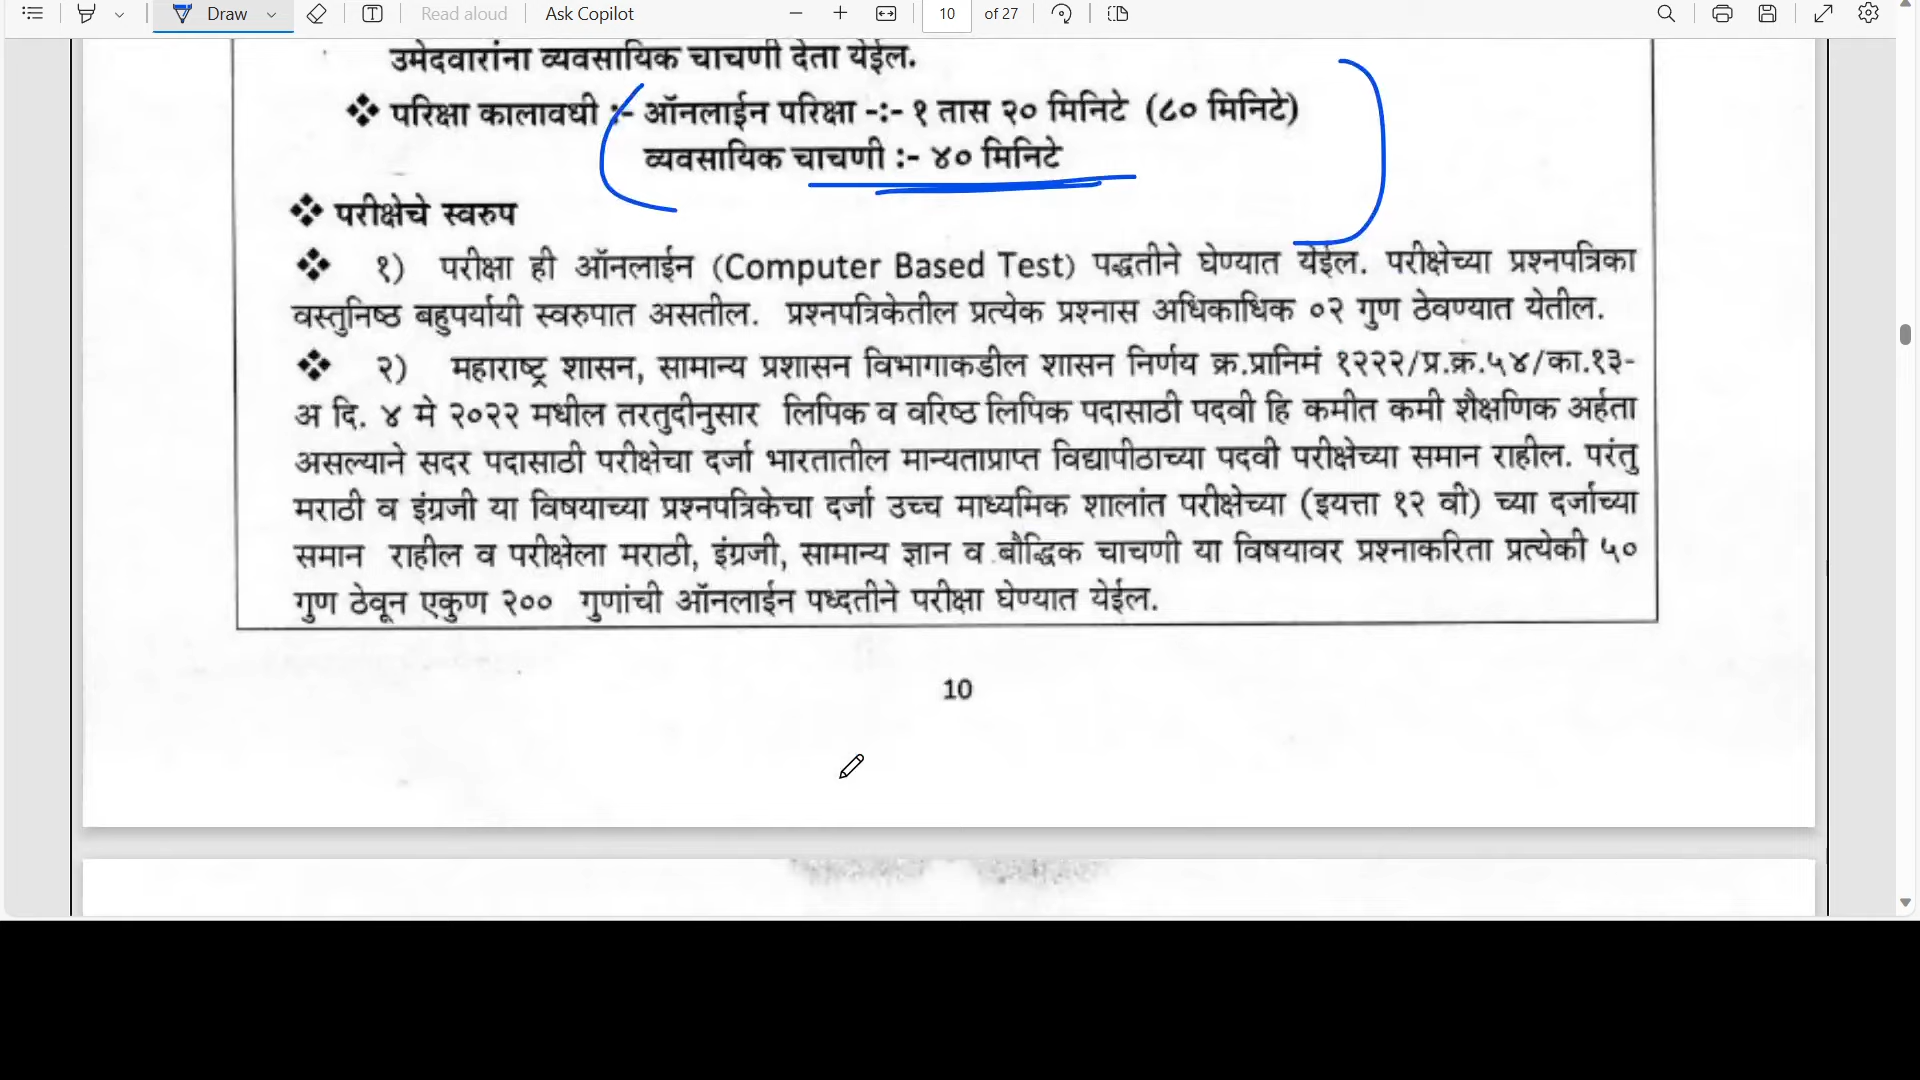 Draw
Read aloud
Ask Copilot
10 of 27
उमेदवारांना व्यवसायिक चाचणी देता येईल.
❖ परिक्षा कालावधी :- ऑनलाईन परिक्षा -:- १ तास २० मिनिटे (८० मिनिटे)
व्यवसायिक चाचणी :- ४० मिनिटे
❖ परीक्षेचे स्वरुप
❖ १) परीक्षा ही ऑनलाईन (Computer Based Test) पद्धतीने घेण्यात येईल. परीक्षेच्या प्रश्नपत्रिका
वस्तुनिष्ठ बहुपर्यायी स्वरुपात असतील. प्रश्नपत्रिकेतील प्रत्येक प्रश्नास अधिकाधिक ०२ गुण ठेवण्यात येतील.
❖ २) महाराष्ट्र शासन, सामान्य प्रशासन विभागाकडील शासन निर्णय क्र.प्रानिमं १२२२/प्र.क्र.५४/का.१३-
अ दि. ४ मे २०२२ मधील तरतुदीनुसार लिपिक व वरिष्ठ लिपिक पदासाठी पदवी हि कमीत कमी शैक्षणिक अर्हता
असल्याने सदर पदासाठी परीक्षेचा दर्जा भारतातील मान्यताप्राप्त विद्यापीठाच्या पदवी परीक्षेच्या समान राहील. परंतु
मराठी व इंग्रजी या विषयाच्या प्रश्नपत्रिकेचा दर्जा उच्च माध्यमिक शालांत परीक्षेच्या (इयत्ता १२ वी) च्या दर्जाच्या
समान राहील व परीक्षेला मराठी, इंग्रजी, सामान्य ज्ञान व बौद्धिक चाचणी या विषयावर प्रश्नाकरिता प्रत्येकी ५०
गुण ठेवून एकुण २०० गुणांची ऑनलाईन पध्दतीने परीक्षा घेण्यात येईल.
10